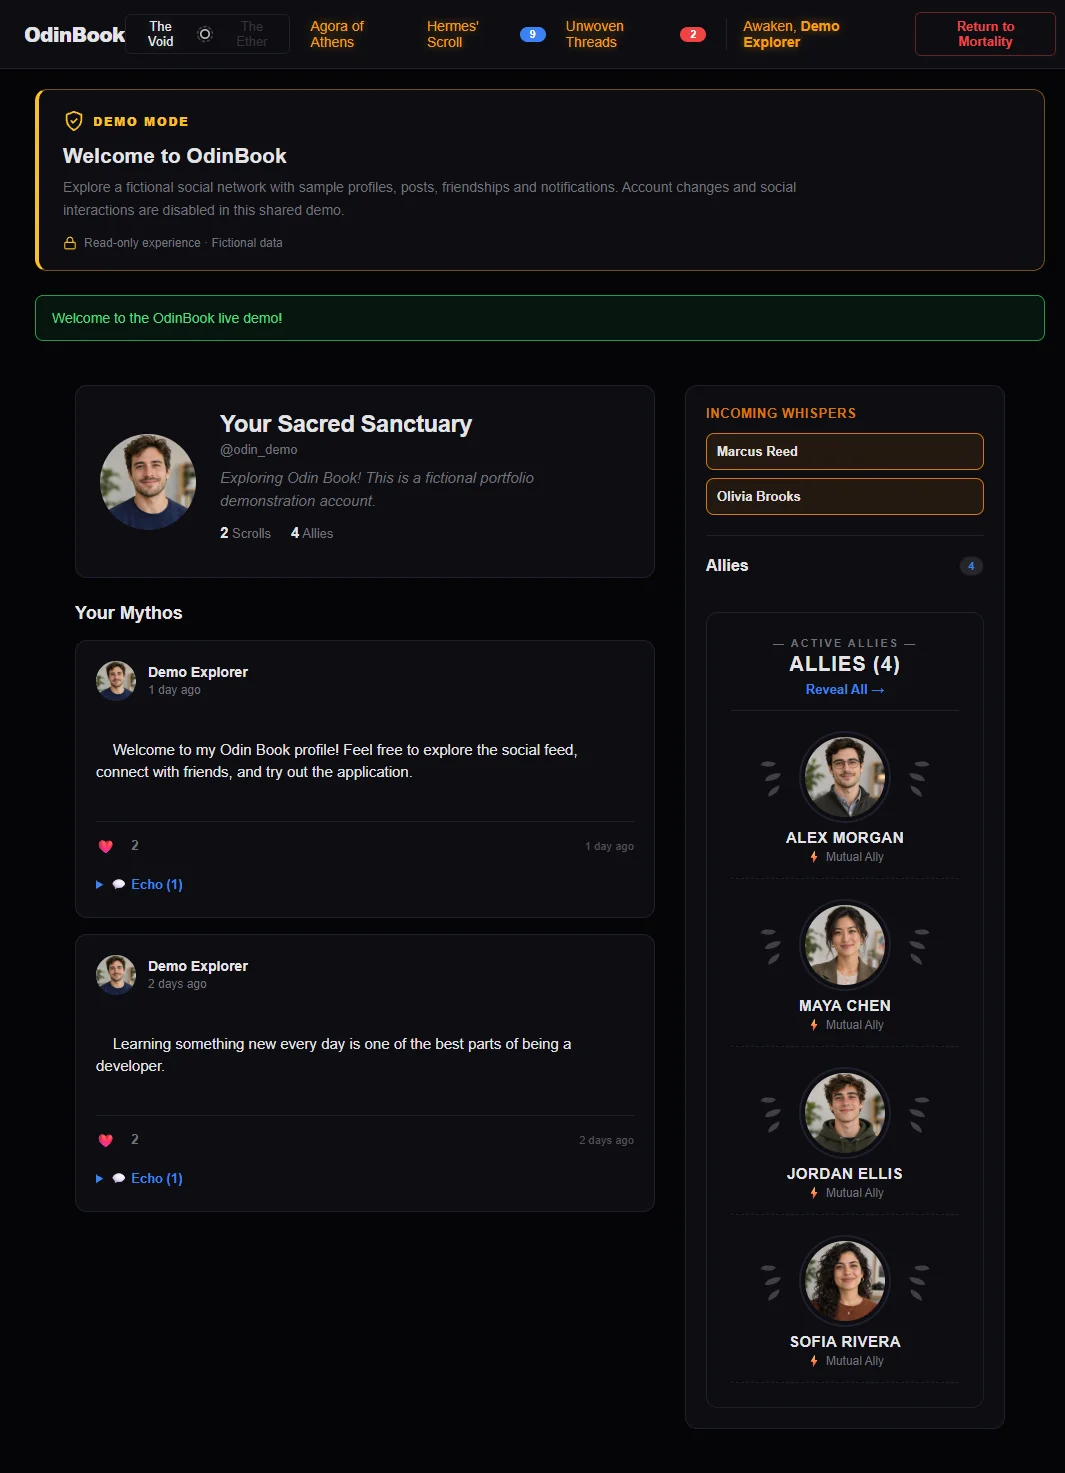 OdinBook
The
Void
The
Ether
Agora of
Athens
Hermes'
Scroll
9
Unwoven
Threads
2
Awaken, Demo
Explorer
Return to
Mortality
DEMO MODE
Welcome to OdinBook
Explore a fictional social network with sample profiles, posts, friendships and notifications. Account changes and social
interactions are disabled in this shared demo.
Read-only experience · Fictional data
Welcome to the OdinBook live demo!
Your Sacred Sanctuary
@odin_demo
Exploring Odin Book! This is a fictional portfolio
demonstration account.
2 Scrolls 4 Allies
Your Mythos
Demo Explorer
1 day ago
Welcome to my Odin Book profile! Feel free to explore the social feed,
connect with friends, and try out the application.
2
1 day ago
Echo (1)
Demo Explorer
2 days ago
Learning something new every day is one of the best parts of being a
developer.
2
2 days ago
Echo (1)
INCOMING WHISPERS
Marcus Reed
Olivia Brooks
Allies
4
— ACTIVE ALLIES —
ALLIES (4)
Reveal All →
ALEX MORGAN
Mutual Ally
MAYA CHEN
Mutual Ally
JORDAN ELLIS
Mutual Ally
SOFIA RIVERA
Mutual Ally